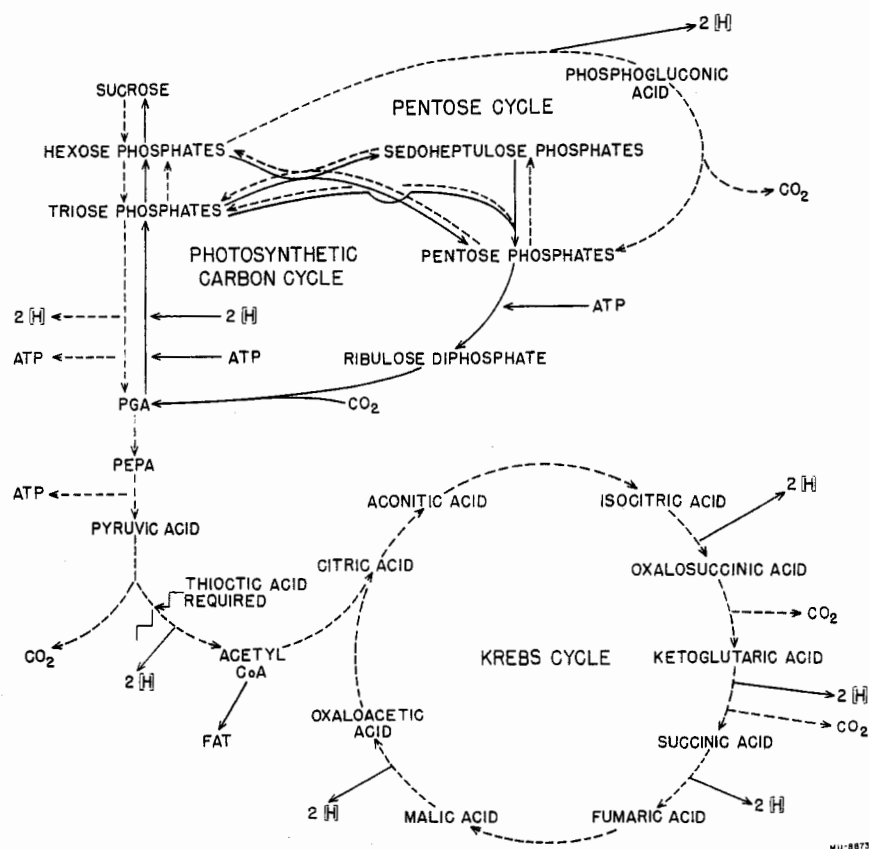 2 [H]
PHOSPHOGLUCONIC
ACID
SUCROSE
PENTOSE CYCLE
HEXOSE PHOSPHATES
SEDOHEPTULOSE PHOSPHATES
CO2
TRIOSE PHOSPHATES
PHOTOSYNTHETIC
CARBON CYCLE
PENTOSE PHOSPHATES
2 [H]
2 [H]
ATP
ATP
ATP
RIBULOSE DIPHOSPHATE
PGA
CO2
PEPA
ATP
PYRUVIC ACID
ACONITIC ACID
ISOCITRIC ACID
2 [H]
CITRIC ACID
OXALOSUCCINIC ACID
THIOCTIC ACID
REQUIRED
CO2
CO2
2 [H]
ACETYL
CoA
KREBS CYCLE
KETOGLUTARIC ACID
2 [H]
CO2
FAT
OXALOACETIC
ACID
SUCCINIC ACID
2 [H]
MALIC ACID
FUMARIC ACID
2 [H]
MU-8873